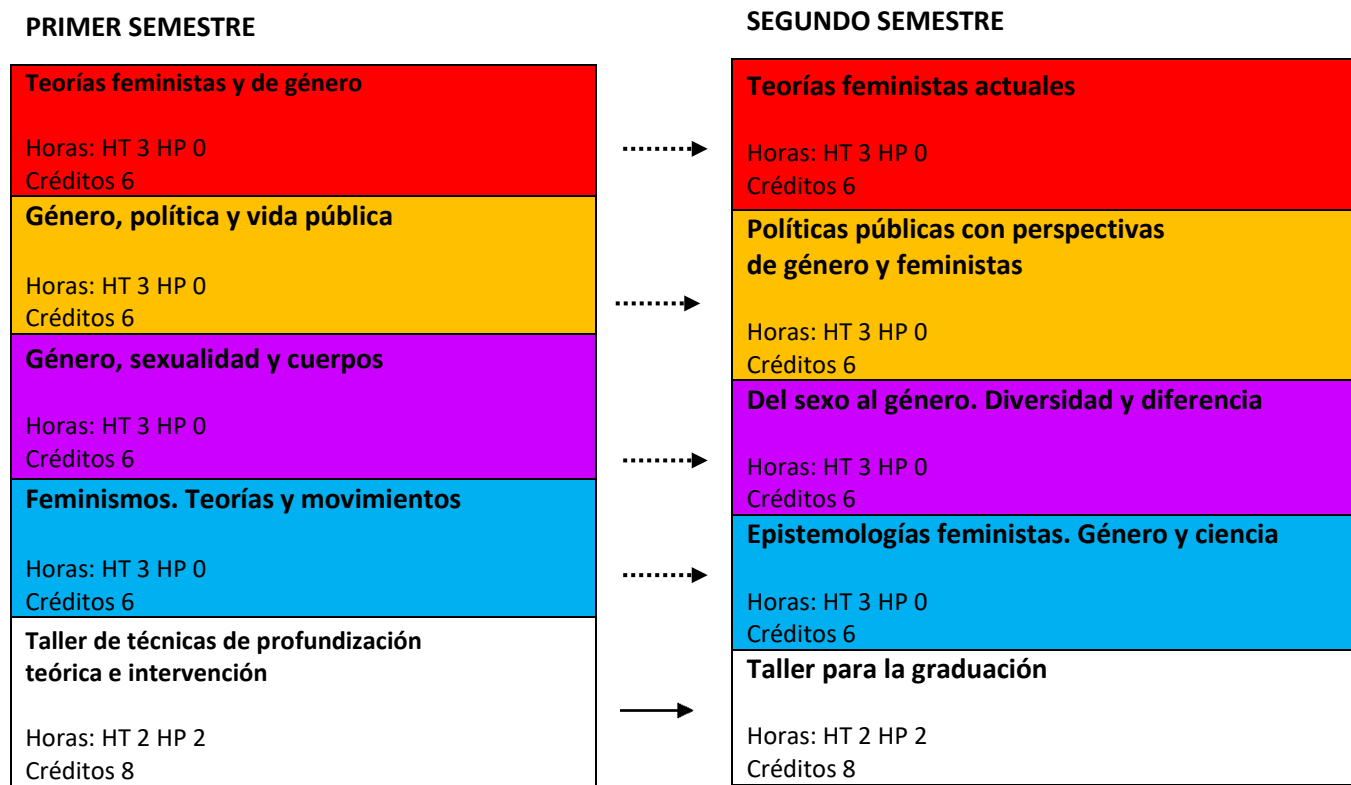 PRIMER SEMESTRE
Teorías feministas y de género
Horas: HT 3 HP 0
Créditos 6
Género, política y vida pública
Horas: HT 3 HP 0
Créditos 6
Género, sexualidad y cuerpos
Horas: HT 3 HP 0
Créditos 6
Feminismos. Teorías y movimientos
Horas: HT 3 HP 0
Créditos 6
Taller de técnicas de profundización
teórica e intervención
Horas: HT 2 HP 2
Créditos 8
SEGUNDO SEMESTRE
Teorías feministas actuales
Horas: HT 3 HP 0
Créditos 6
Políticas públicas con perspectivas
de género y feministas
Horas: HT 3 HP 0
Créditos 6
Del sexo al género. Diversidad y diferencia
Horas: HT 3 HP 0
Créditos 6
Epistemologías feministas. Género y ciencia
Horas: HT 3 HP 0
Créditos 6
Taller para la graduación
Horas: HT 2 HP 2
Créditos 8